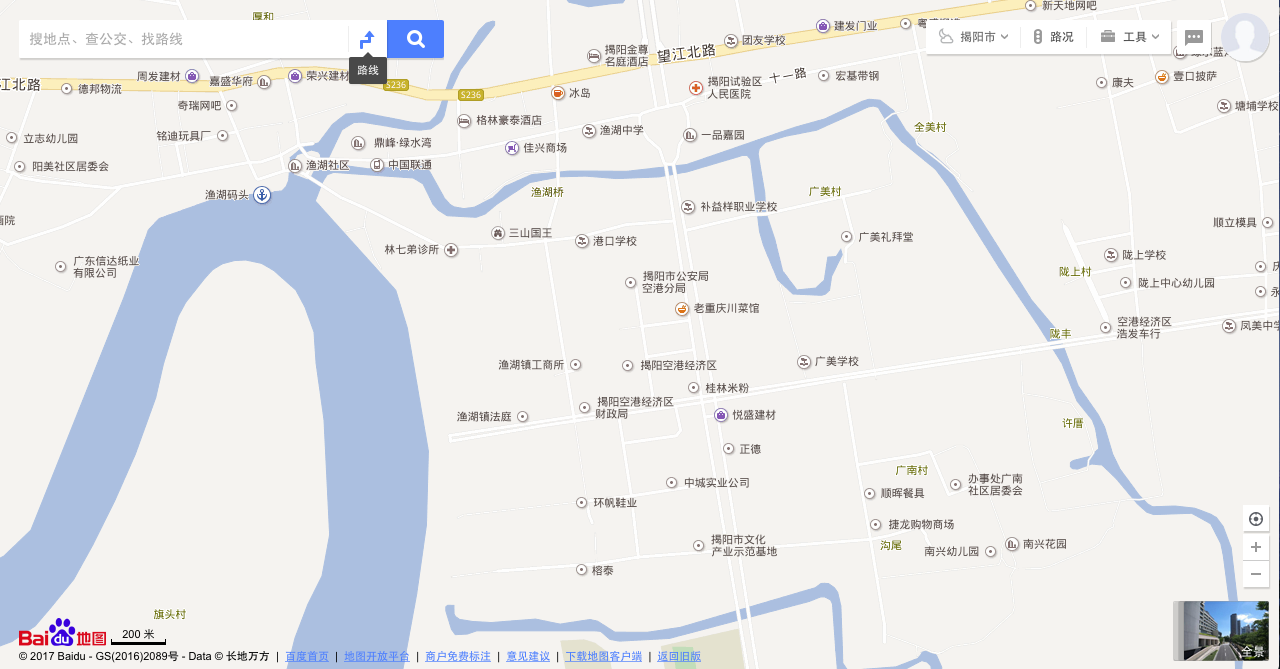 搜地点、查公交、找路线
路线
揭阳市
路况
工具
厚和
新天地网吧
建发门业
团友学校
揭阳金尊
名庭酒店
望江北路
周发建材
嘉盛华府
荣兴建材
江北路
德邦物流
S236
S236
冰岛
揭阳试验区
人民医院
十一路
宏基带钢
康夫
壹口披萨
奇瑞网吧
塘埔学校
格林豪泰酒店
渔湖中学
一品嘉园
全美村
立志幼儿园
铭迪玩具厂
鼎峰·绿水湾
佳兴商场
阳美社区居委会
渔湖社区
中国联通
渔湖码头
渔湖桥
广美村
补益样职业学校
顺立模具
三山国王
港口学校
广美礼拜堂
林七弟诊所
广东信达纸业
有限公司
陇上学校
陇上村
陇上中心幼儿园
揭阳市公安局
空港分局
老重庆川菜馆
空港经济区
浩发车行
凤美中学
陇丰
渔湖镇工商所
揭阳空港经济区
广美学校
桂林米粉
揭阳空港经济区
财政局
渔湖镇法庭
悦盛建材
许厝
正德
广南村
办事处广南
社区居委会
中城实业公司
顺晖餐具
环帆鞋业
捷龙购物商场
揭阳市文化
产业示范基地
沟尾
南兴幼儿园
南兴花园
榕泰
旗头村
Bai du 地图
200 米
全景
© 2017 Baidu - GS(2016)2089号 - Data © 长地万方 | 百度首页 | 地图开放平台 | 商户免费标注 | 意见建议 | 下载地图客户端 | 返回旧版